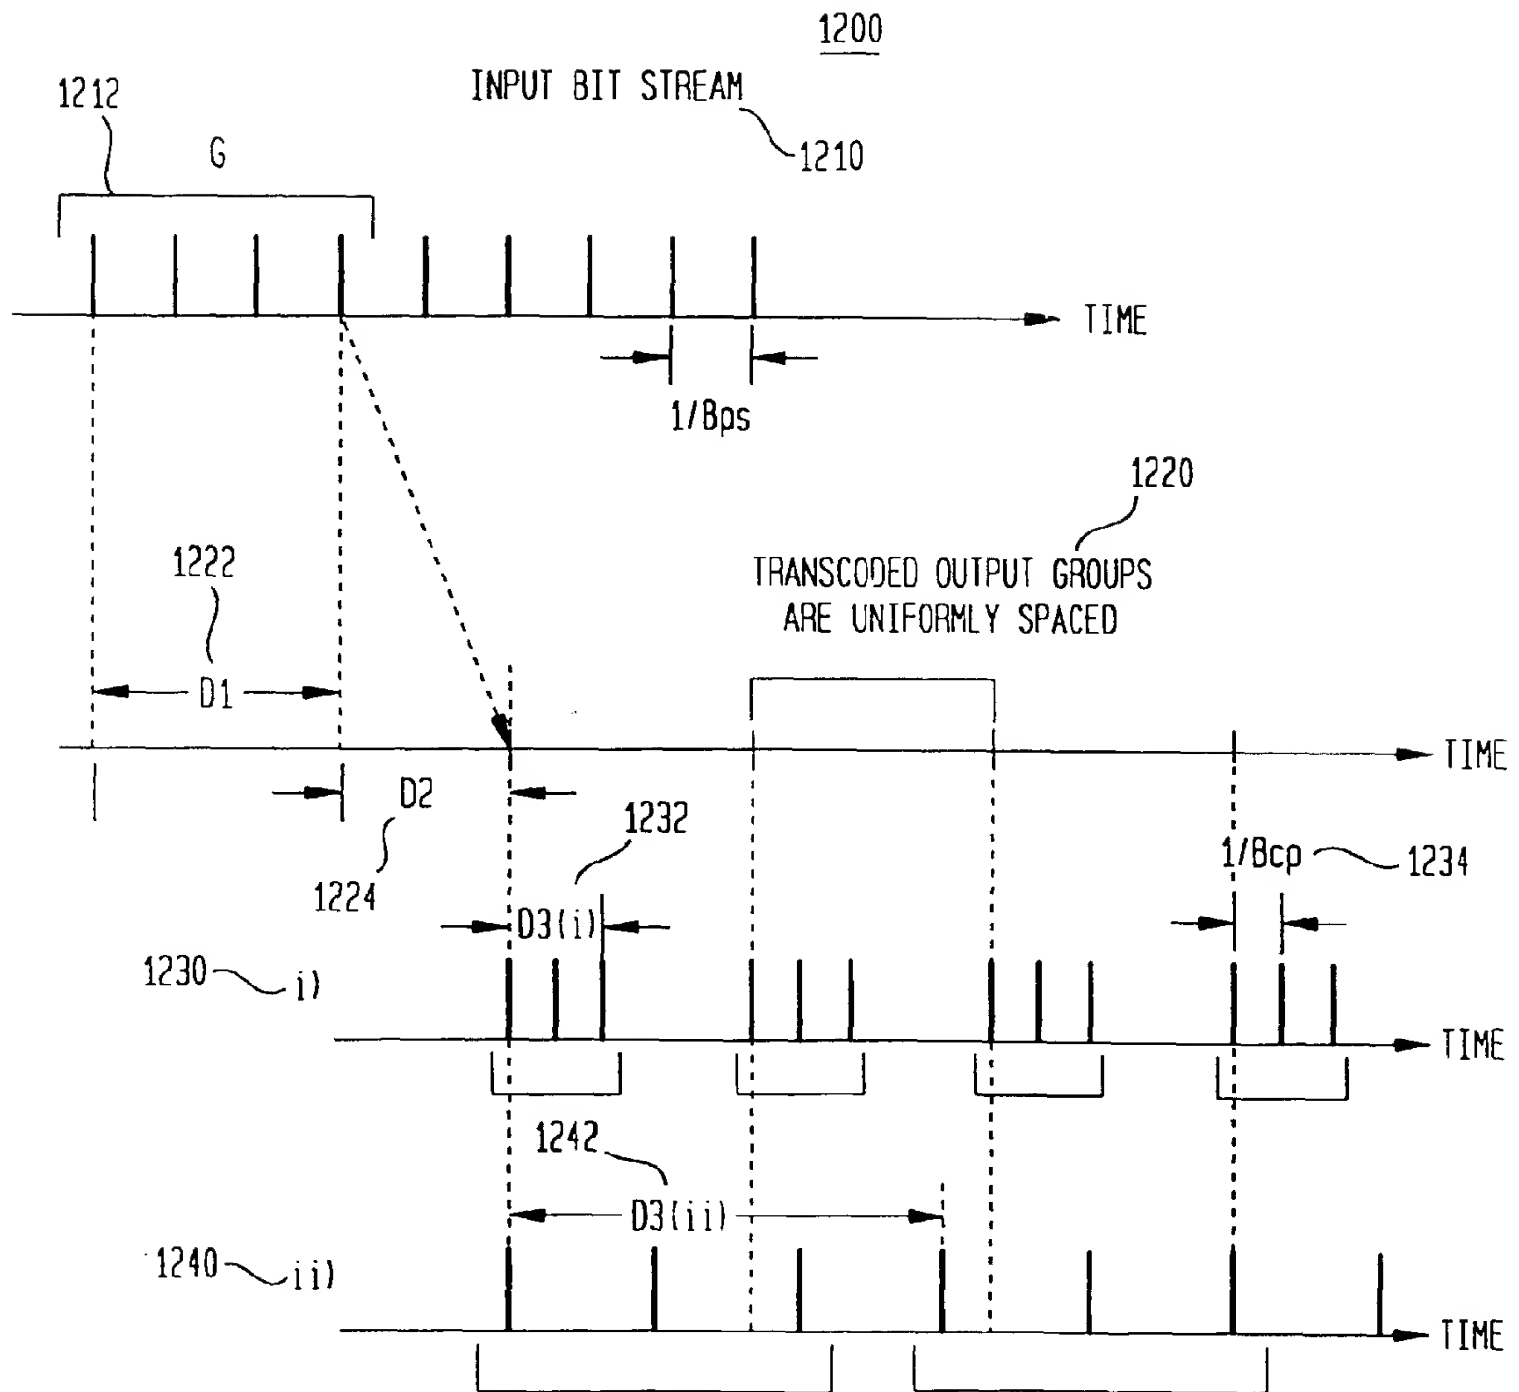 1200
INPUT BIT STREAM
1212
1210
G
TIME
1/Bps
1220
1222
TRANSCODED OUTPUT GROUPS
ARE UNIFORMLY SPACED
D1
TIME
D2
1232
1/Bcp
1234
1224
D3(i)
1230
i)
TIME
1242
D3(ii)
1240
ii)
TIME